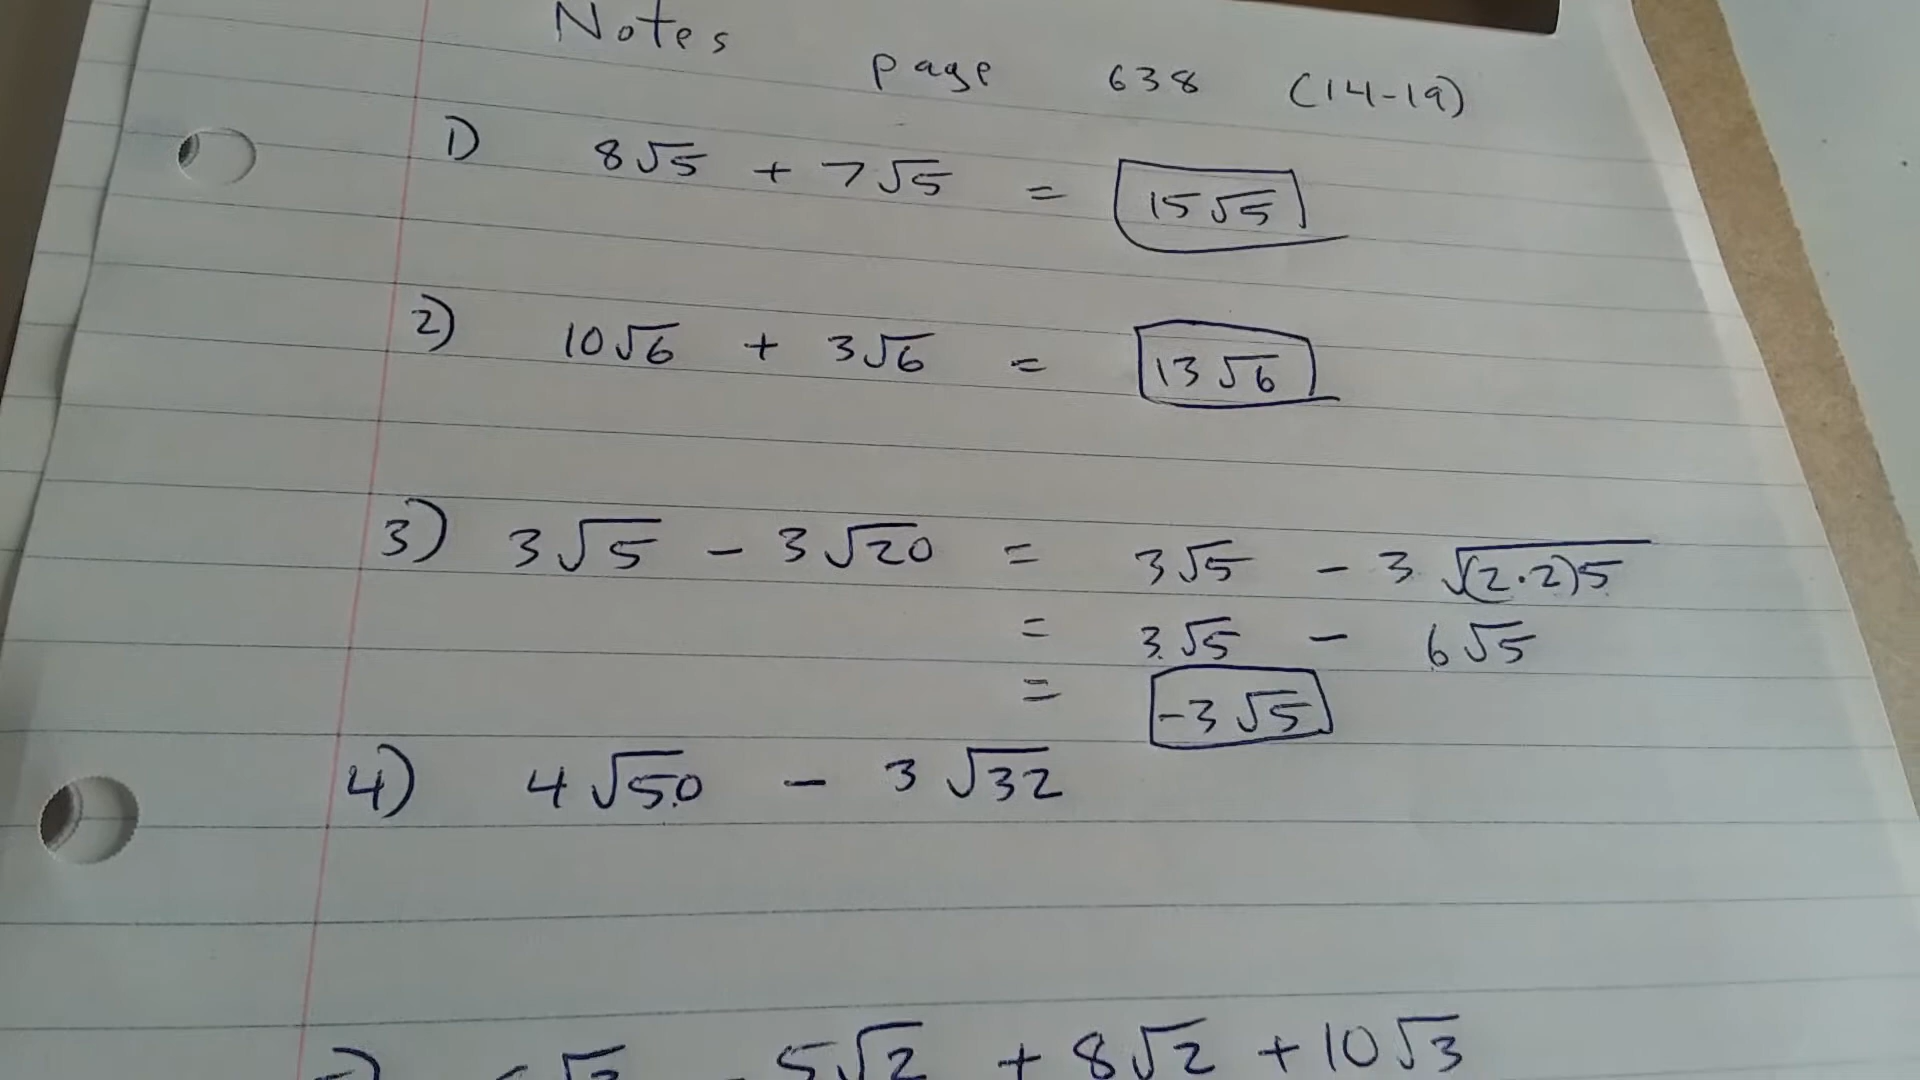 Notes
page 638 (14-19)
1) 8√5 + 7√5 = 15√5
2) 10√6 + 3√6 = 13√6
3) 3√5 - 3√20 = 3√5 - 3√(2·2)5
= 3√5 - 6√5
= -3√5
4) 4√50 - 3√32
5√2 + 8√2 + 10√3